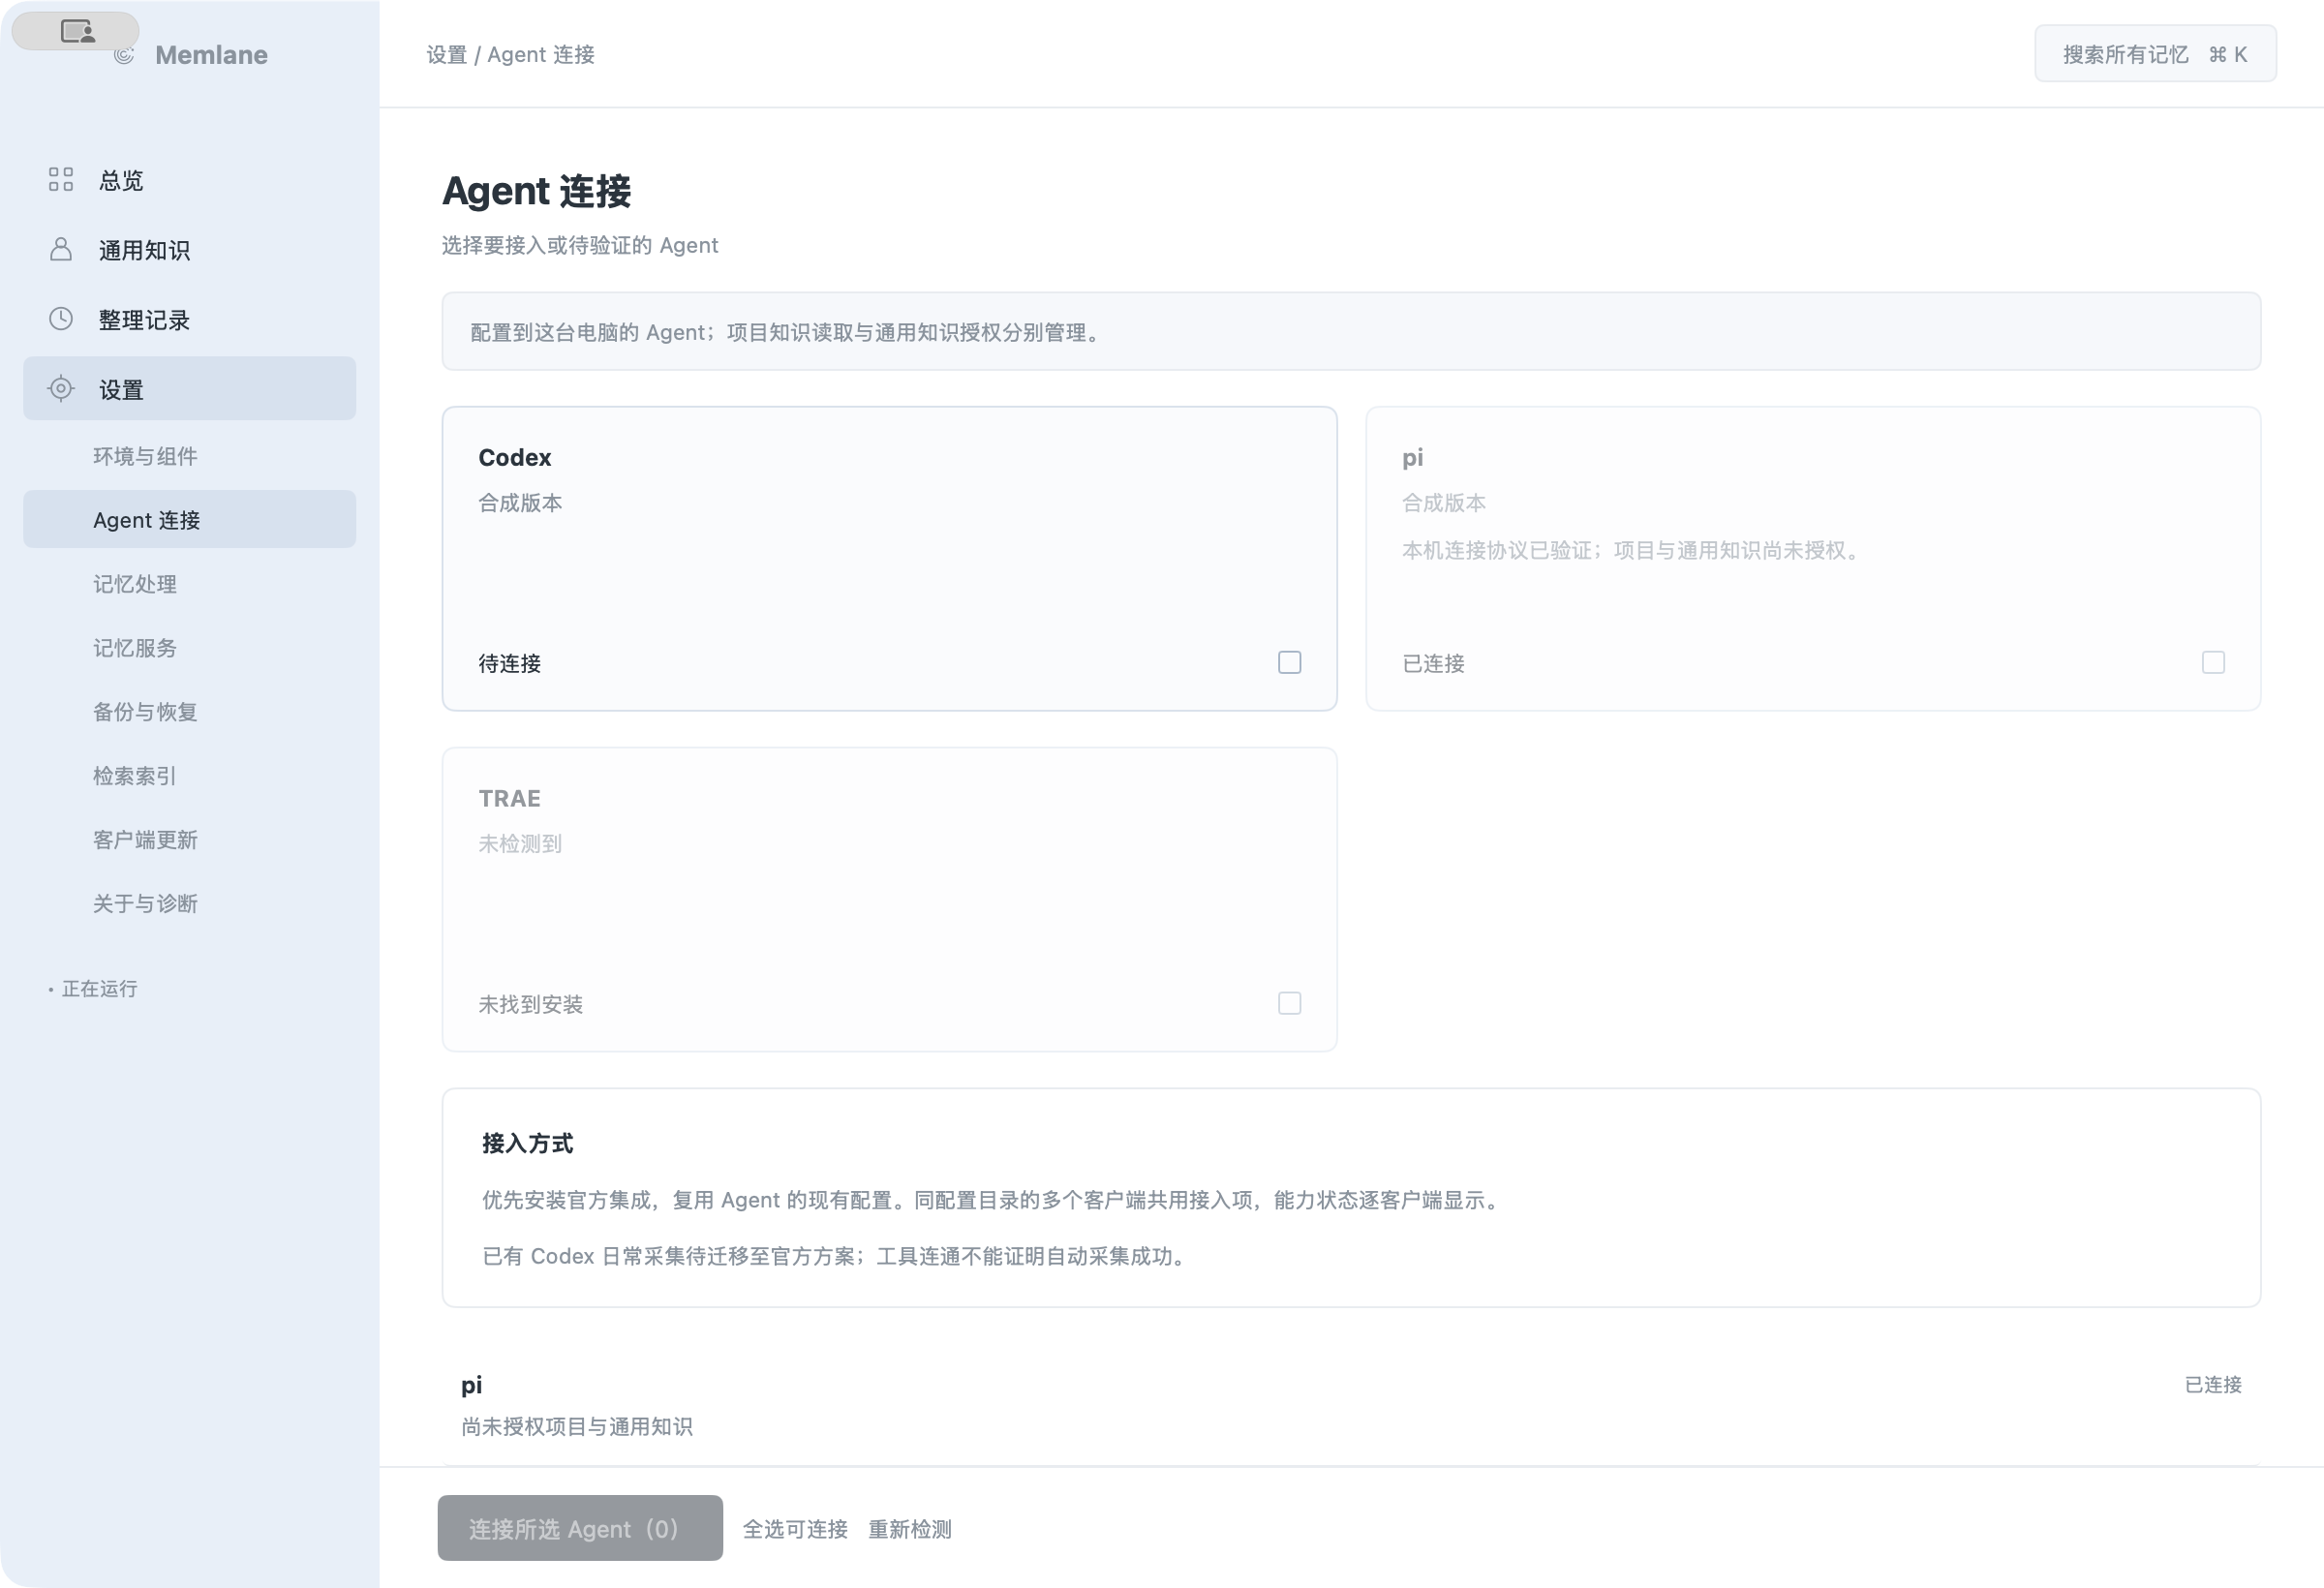 Memlane
设置 / Agent 连接
搜索所有记忆 ⌘ K
总览
通用知识
整理记录
设置
环境与组件
Agent 连接
记忆处理
记忆服务
备份与恢复
检索索引
客户端更新
关于与诊断
• 正在运行
Agent 连接
选择要接入或待验证的 Agent
配置到这台电脑的 Agent；项目知识读取与通用知识授权分别管理。
Codex
合成版本
待连接
pi
合成版本
本机连接协议已验证；项目与通用知识尚未授权。
已连接
TRAE
未检测到
未找到安装
接入方式
优先安装官方集成，复用 Agent 的现有配置。同配置目录的多个客户端共用接入项，能力状态逐客户端显示。
已有 Codex 日常采集待迁移至官方方案；工具连通不能证明自动采集成功。
pi
已连接
尚未授权项目与通用知识
连接所选 Agent（0）
全选可连接
重新检测